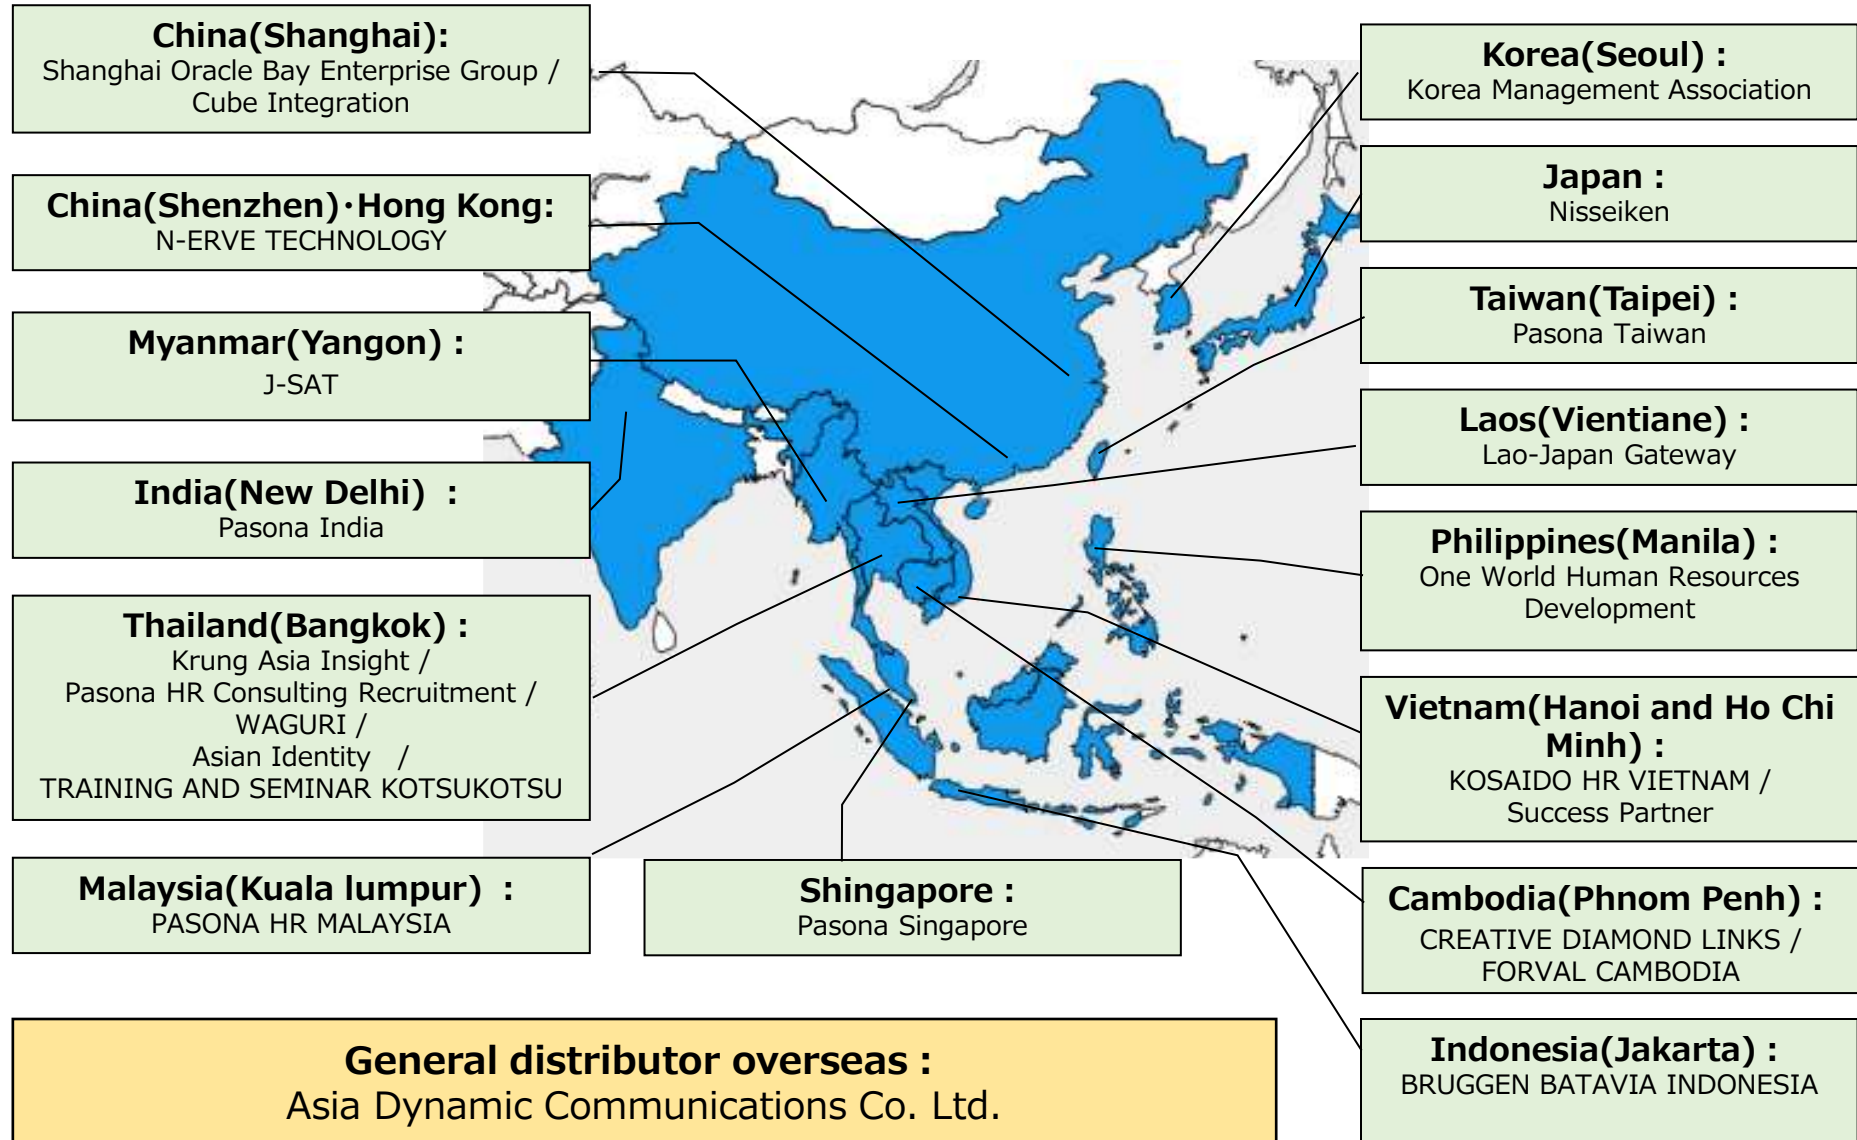 China(Shanghai):
Shanghai Oracle Bay Enterprise Group /
Cube Integration
China(Shenzhen)・Hong Kong:
N-ERVE TECHNOLOGY
Myanmar(Yangon) :
J-SAT
India(New Delhi) :
Pasona India
Thailand(Bangkok) :
Krung Asia Insight /
Pasona HR Consulting Recruitment /
WAGURI /
Asian Identity /
TRAINING AND SEMINAR KOTSUKOTSU
Malaysia(Kuala lumpur) :
PASONA HR MALAYSIA
Shingapore :
Pasona Singapore
Korea(Seoul) :
Korea Management Association
Japan :
Nisseiken
Taiwan(Taipei) :
Pasona Taiwan
Laos(Vientiane) :
Lao-Japan Gateway
Philippines(Manila) :
One World Human Resources
Development
Vietnam(Hanoi and Ho Chi
Minh) :
KOSAIDO HR VIETNAM /
Success Partner
Cambodia(Phnom Penh) :
CREATIVE DIAMOND LINKS /
FORVAL CAMBODIA
Indonesia(Jakarta) :
BRUGGEN BATAVIA INDONESIA
General distributor overseas :
Asia Dynamic Communications Co. Ltd.